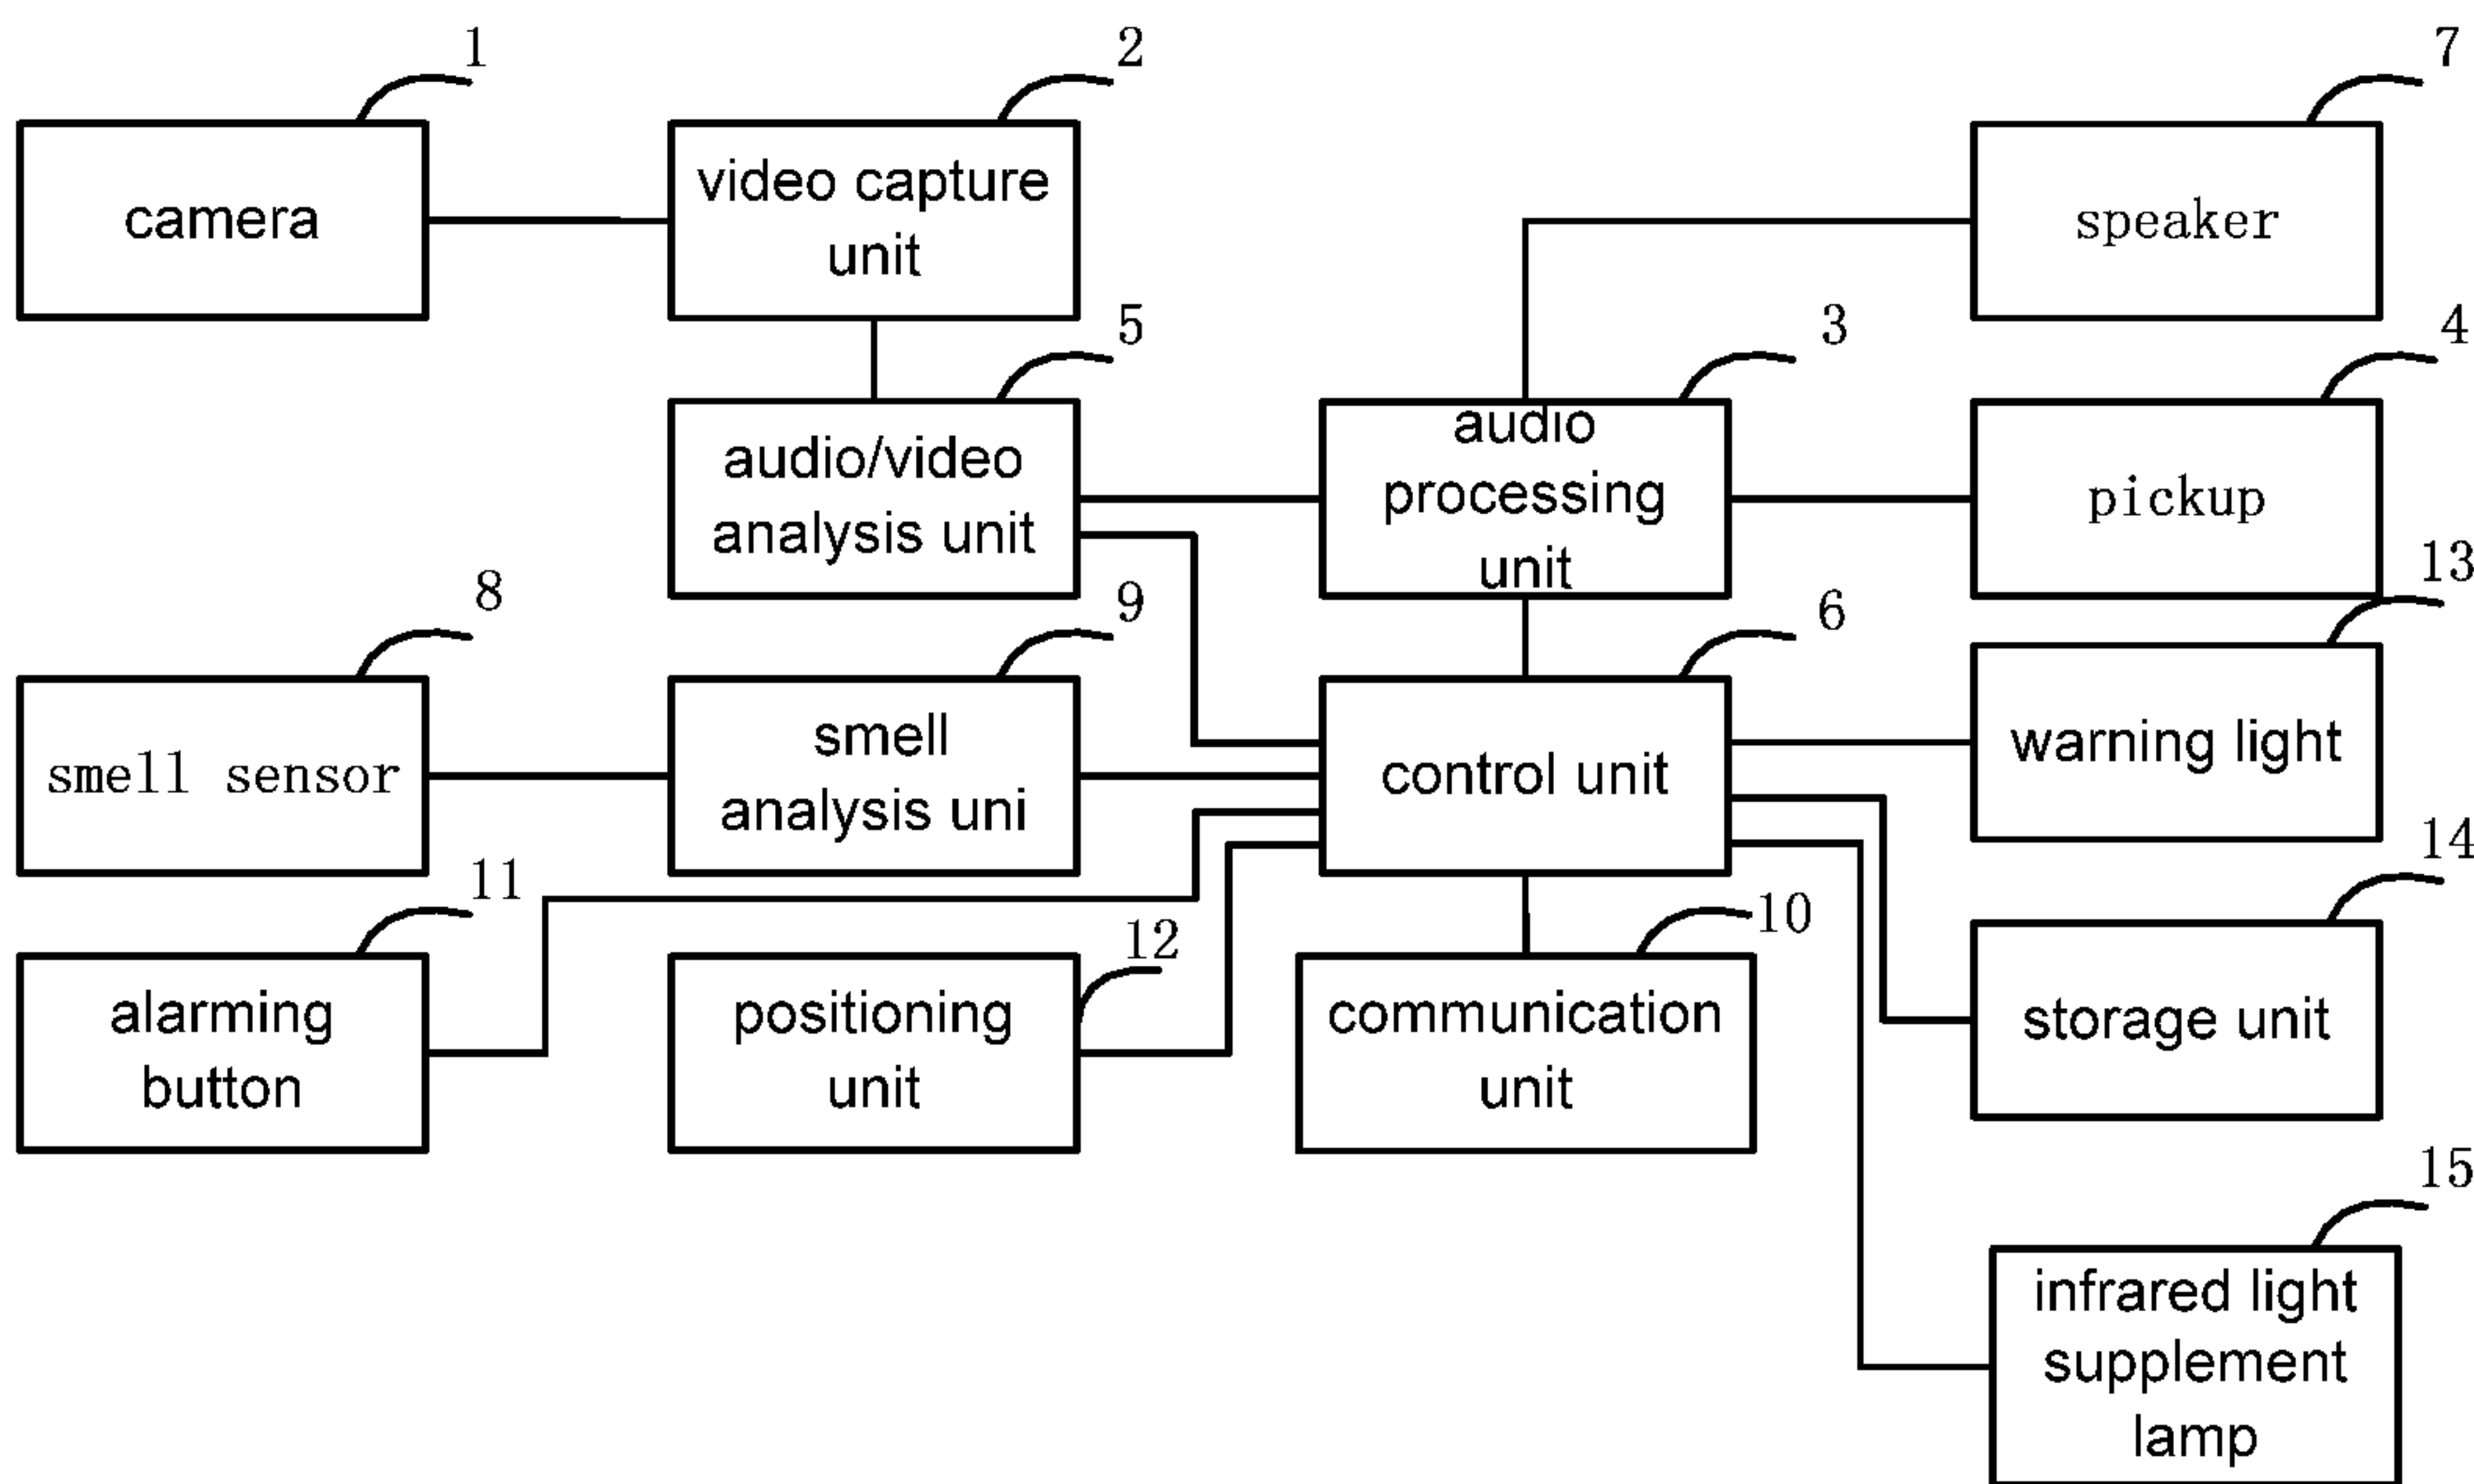 1
camera
2
video capture
unit
7
speaker
5
audio/video
analysis unit
3
audio
processing
unit
4
pickup
8
smell sensor
9
smell
analysis uni
6
control unit
13
warning light
11
alarming
button
12
positioning
unit
10
communication
unit
14
storage unit
15
infrared light
supplement
lamp